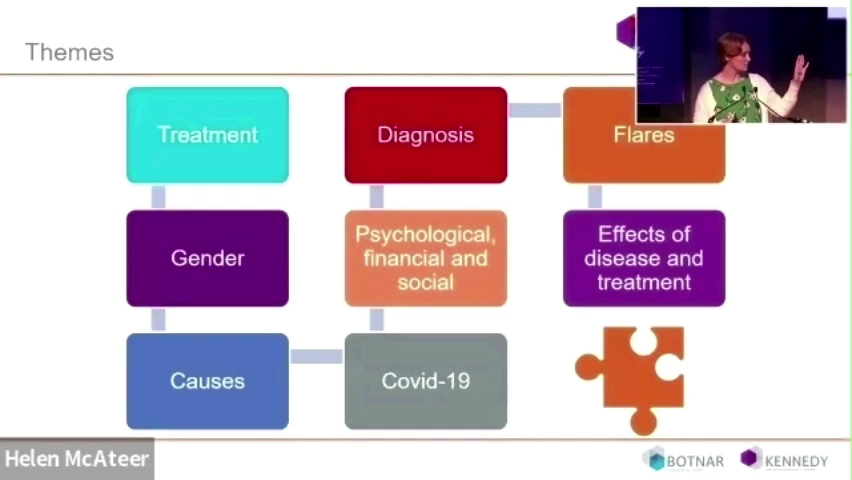 Themes
Treatment
Diagnosis
Flares
Gender
Psychological,
financial and
social
Effects of
disease and
treatment
Causes
Covid-19
Helen McAteer
BOTNAR
KENNEDY